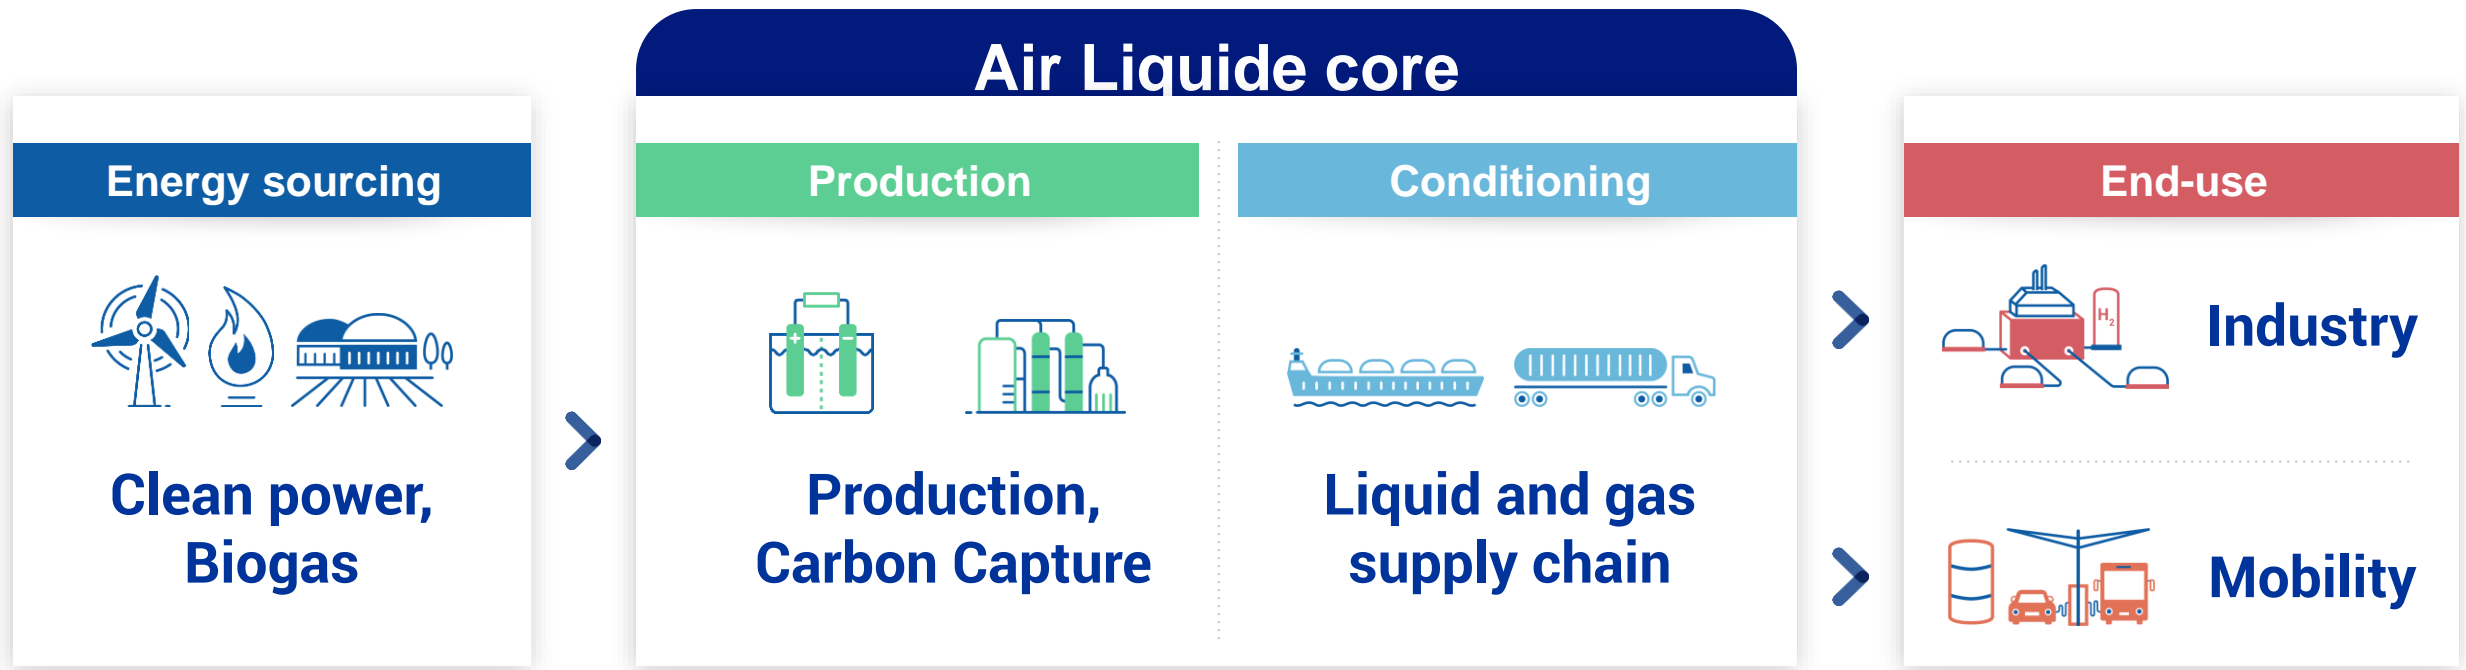 Air Liquide core
Energy sourcing
Clean power,
Biogas
Production
Production,
Carbon Capture
Conditioning
Liquid and gas
supply chain
End-use
H2
Industry
Mobility